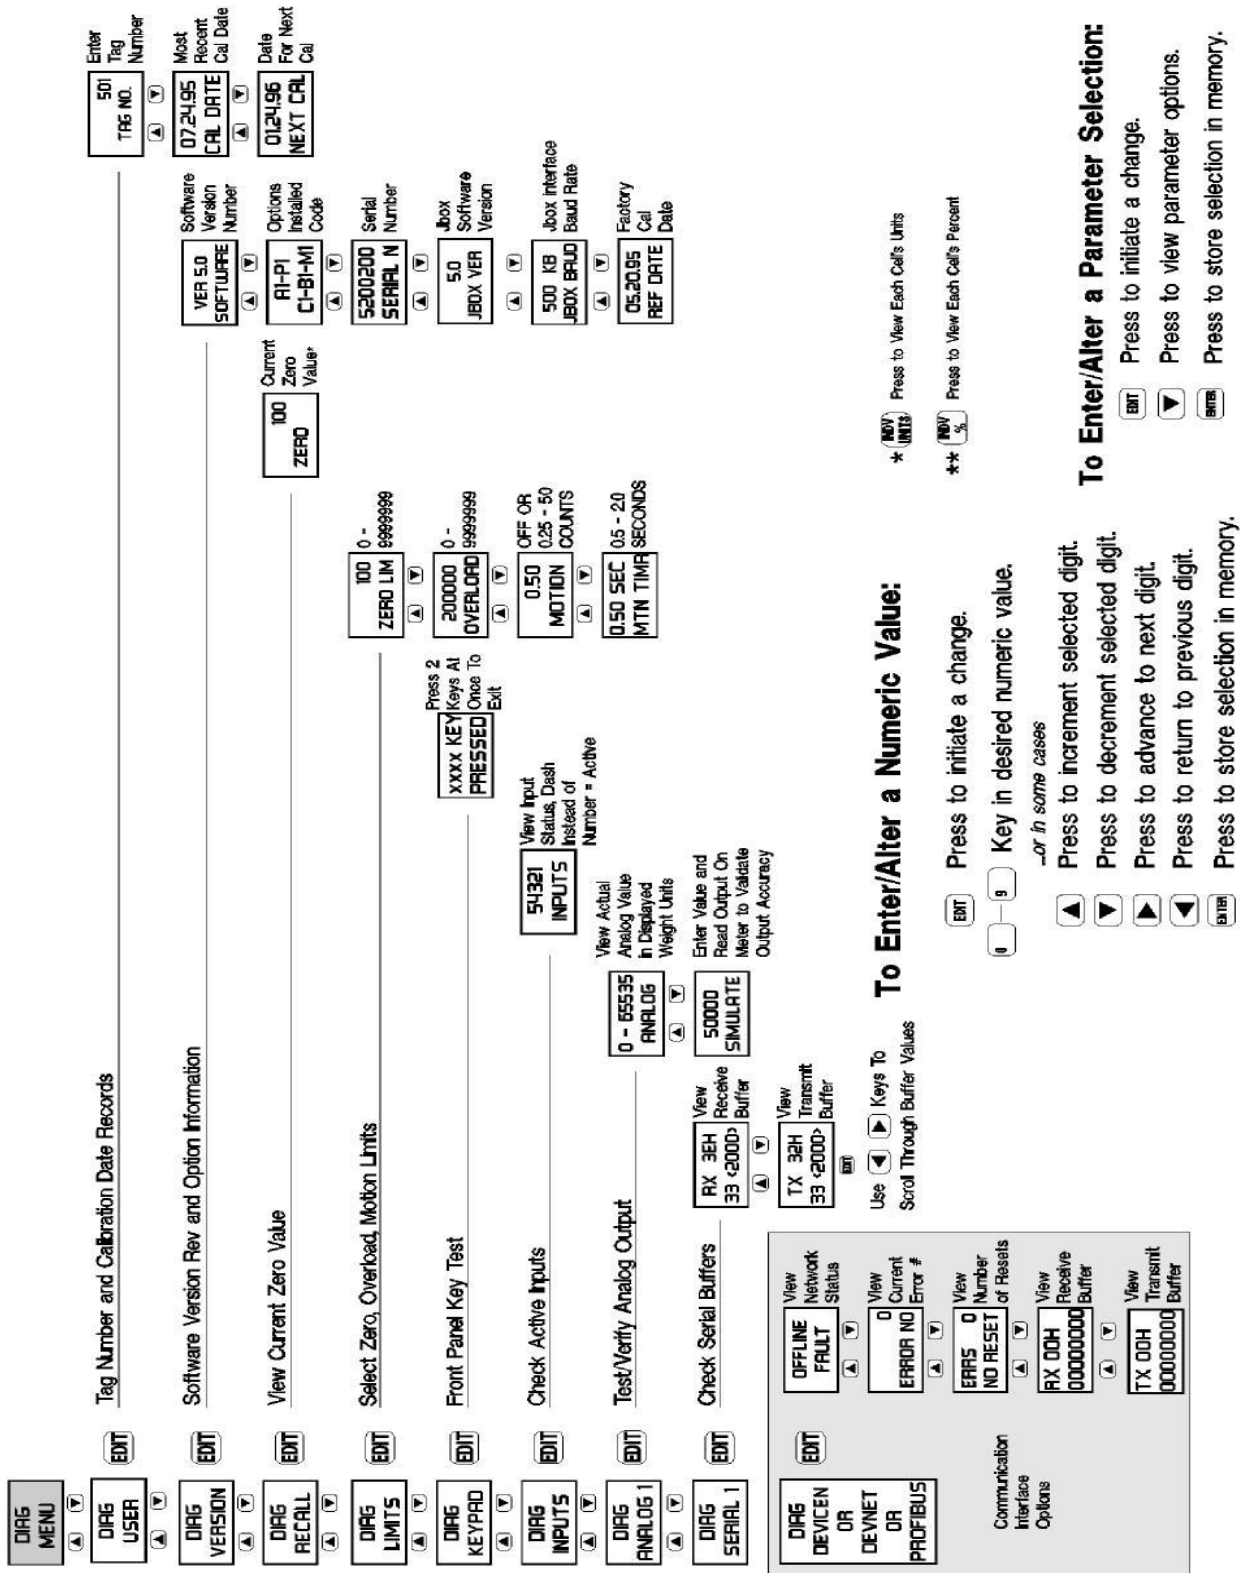 DIAG
MENU
DIAG
USER
EDIT
Tag Number and Calibration Date Records
501
TAG NO.
Enter
Tag
Number
07.24.95
CAL DATE
Most
Recent
Cal Date
01.24.96
NEXT CAL
Date
For Next
Cal
DIAG
VERSION
EDIT
Software Version Rev and Option Information
VER 5.0
SOFTWARE
Software
Version
Number
A1-P1
C1-B1-M1
Options
Installed
Code
5200200
SERIAL N
Serial
Number
5.0
JBOX VER
Jbox
Software
Version
500 KB
JBOX BAUD
Jbox Interface
Baud Rate
05.20.95
REF DATE
Factory
Cal
Date
DIAG
RECALL
EDIT
View Current Zero Value
100
ZERO
Current
Zero
Value*
DIAG
LIMITS
EDIT
Select Zero, Overload, Motion Limits
100
ZERO LIM
0 -
9999999
200000
OVERLOAD
0 -
9999999
0.50
MOTION
OFF OR
0.25 - 50
COUNTS
0.50 SEC
MTN TIMR
0.5 - 2.0
SECONDS
DIAG
KEYPAD
EDIT
Front Panel Key Test
XXXX KEY
PRESSED
Press 2
Keys At
Once To
Exit
DIAG
INPUTS
EDIT
Check Active Inputs
54321
INPUTS
View Input
Status, Dash
Instead of
Number = Active
DIAG
ANALOG 1
EDIT
Test/Verify Analog Output
0 - 65535
ANALOG
View Actual
Analog Value
in Displayed
Weight Units
50000
SIMULATE
Enter Value and
Read Output On
Meter to Validate
Output Accuracy
DIAG
SERIAL 1
EDIT
Check Serial Buffers
RX 3EH
33 <200D>
View
Receive
Buffer
TX 32H
33 <200D>
View
Transmit
Buffer
EDIT
Use ◀ ▶ Keys To
Scroll Through Buffer Values
DIAG
DEVICEN
OR
DEVNET
OR
PROFIBUS
EDIT
Communication
Interface
Options
OFFLINE
FAULT
View
Network
Status
0
ERROR NO
View
Current
Error #
ERRS 0
NO RESET
View
Number
of Resets
RX 00H
00000000
View
Receive
Buffer
TX 00H
00000000
View
Transmit
Buffer
* INDV UNITS Press to View Each Cell's Units
** INDV % Press to View Each Cell's Percent
To Enter/Alter a Numeric Value:
EDIT Press to initiate a change.
0 – 9 Key in desired numeric value.
...or in some cases
▲ Press to increment selected digit.
▼ Press to decrement selected digit.
▶ Press to advance to next digit.
◀ Press to return to previous digit.
ENTER Press to store selection in memory.
To Enter/Alter a Parameter Selection:
EDIT Press to initiate a change.
▼ Press to view parameter options.
ENTER Press to store selection in memory.